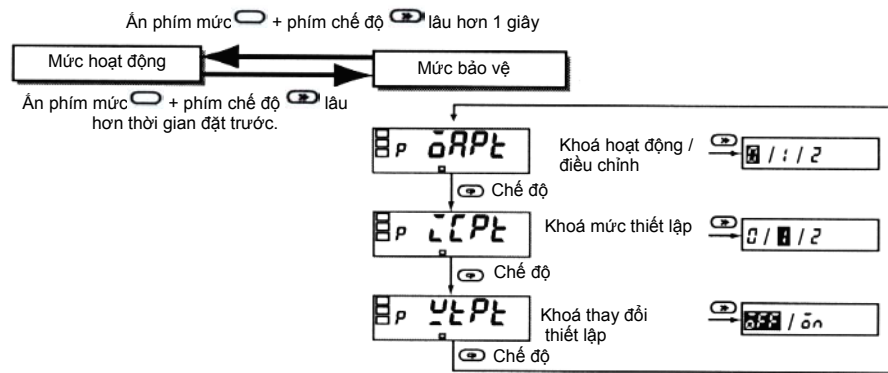 Ấn phím mức + phím chế độ lâu hơn 1 giây
Mức hoạt động
Mức bảo vệ
Ấn phím mức + phím chế độ lâu
hơn thời gian đặt trước.
P oAPt
Khoá hoạt động /
điều chỉnh
0 / 1 / 2
Chế độ
P iCPt
Khoá mức thiết lập
0 / 1 / 2
Chế độ
P WtPt
Khoá thay đổi
thiết lập
oFF / on
Chế độ